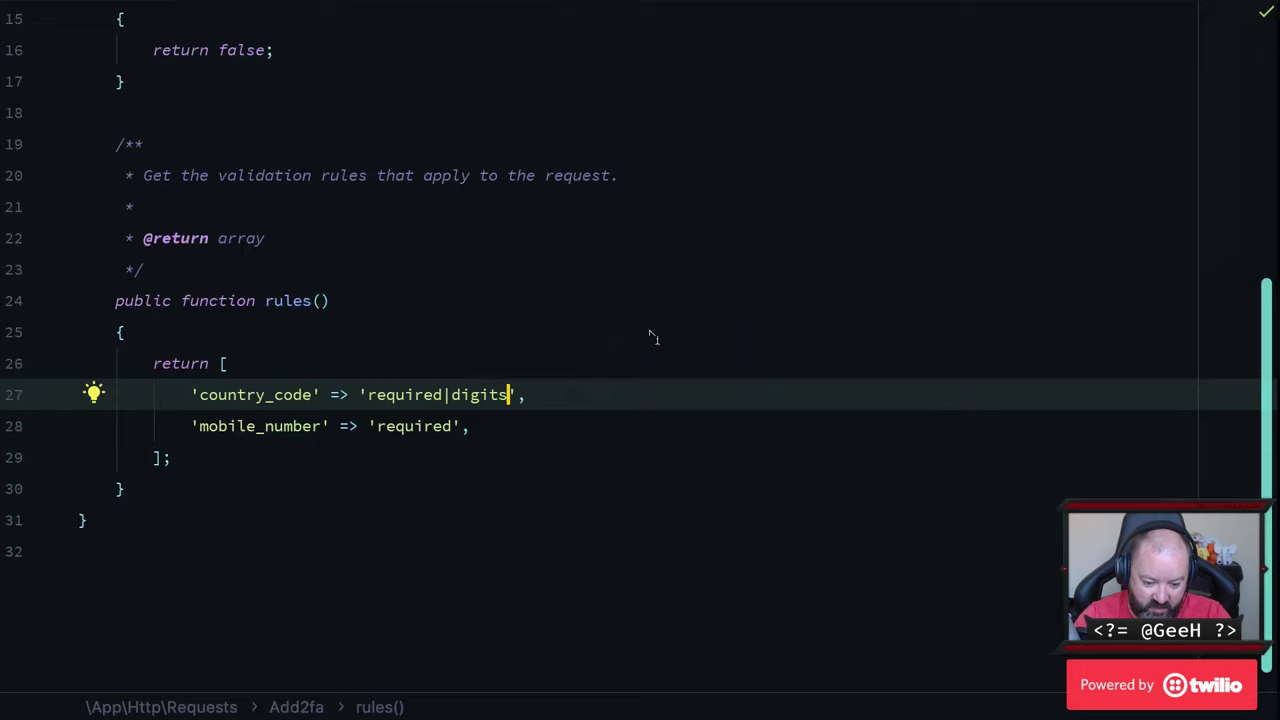 15 {
16 return false;
17 }
18
19 /**
20 * Get the validation rules that apply to the request.
21 *
22 * @return array
23 */
24 public function rules()
25 {
26 return [
27 'country_code' => 'required|digits',
28 'mobile_number' => 'required',
29 ];
30 }
31 }
32
<?= @GeeH ?>
Powered by twilio
\App\Http\Requests > Add2fa > rules()